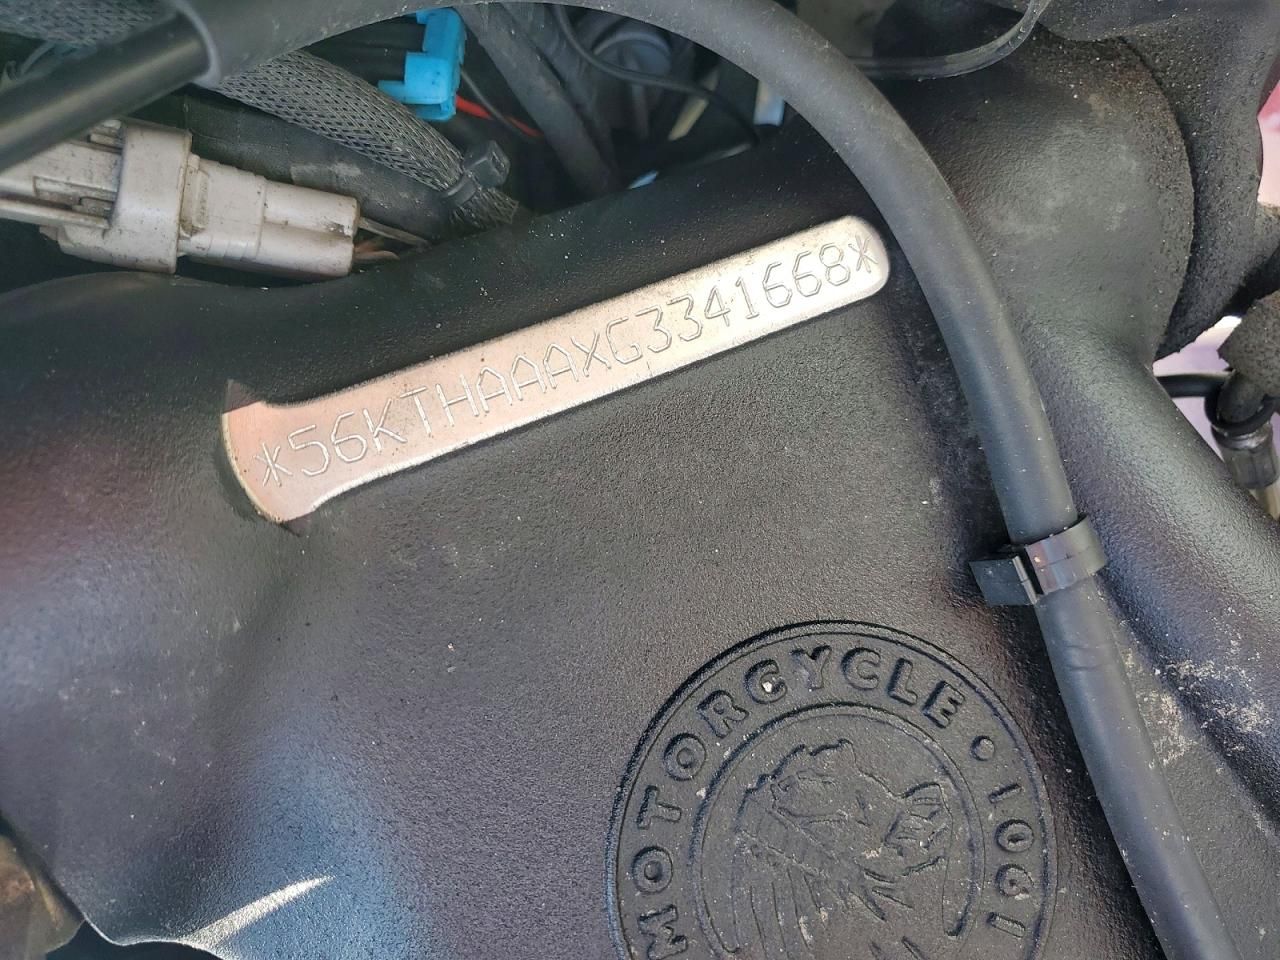 *56KTHAAAXG3341668*
MOTORCYCLE • 1901